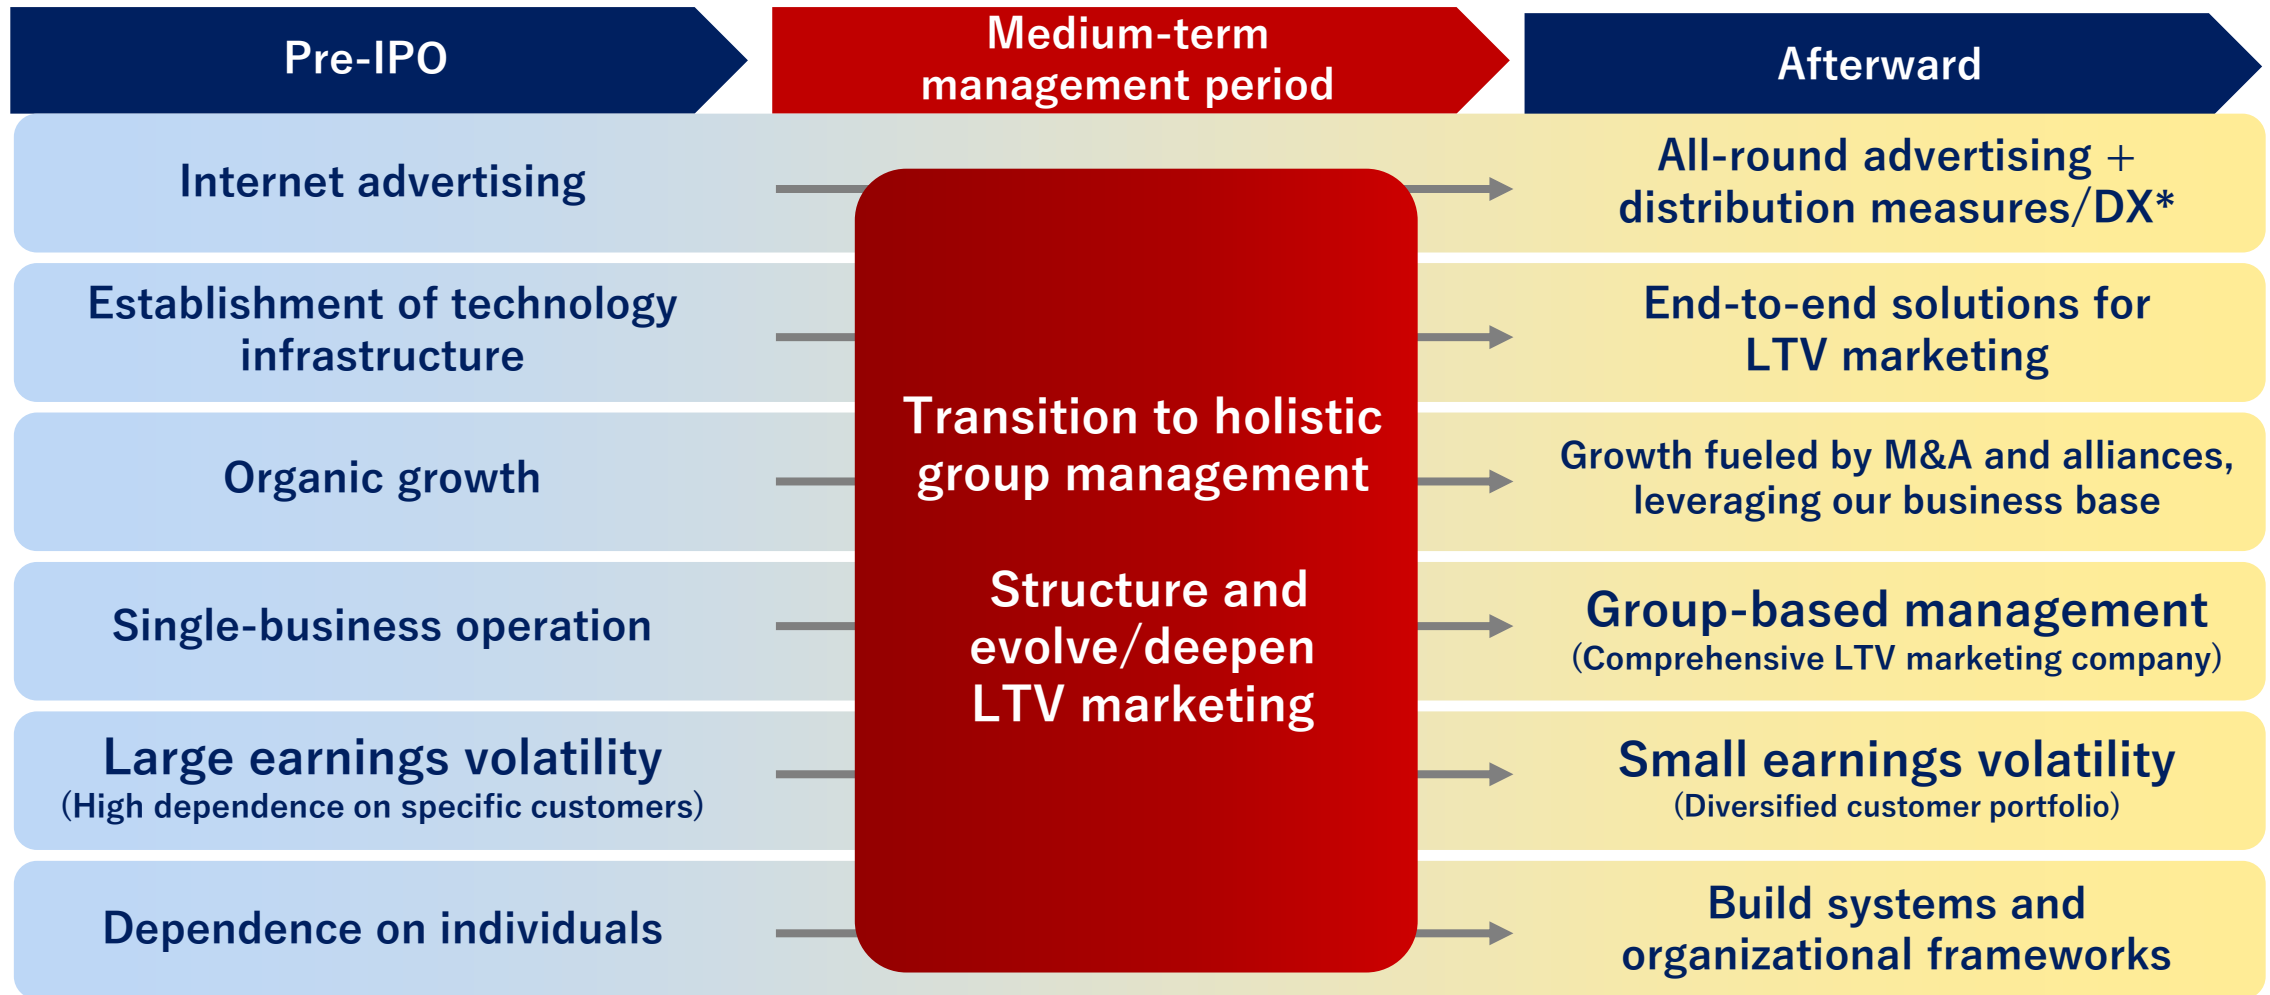 Pre-IPO
Medium-term
management period
Afterward
Internet advertising
All-round advertising +
distribution measures/DX*
Establishment of technology
infrastructure
End-to-end solutions for
LTV marketing
Organic growth
Growth fueled by M&A and alliances,
leveraging our business base
Single-business operation
Group-based management
(Comprehensive LTV marketing company)
Large earnings volatility
(High dependence on specific customers)
Small earnings volatility
(Diversified customer portfolio)
Dependence on individuals
Build systems and
organizational frameworks
Transition to holistic
group management
Structure and
evolve/deepen
LTV marketing